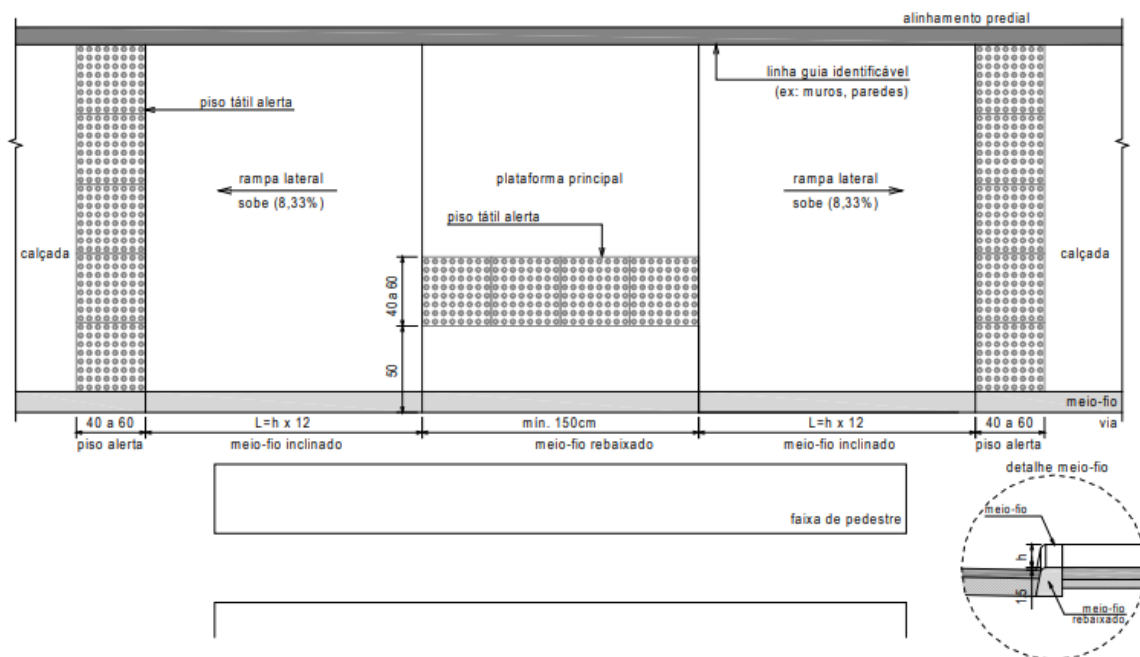 alinhamento predial
linha guia identificável
(ex: muros, paredes)
piso tátil alerta
rampa lateral
sobe (8,33%)
plataforma principal
rampa lateral
sobe (8,33%)
piso tátil alerta
calçada
calçada
40 a 60
50
meio-fio
40 a 60
L=h x 12
mín. 150cm
L=h x 12
40 a 60
via
piso alerta
meio-fio inclinado
meio-fio rebaixado
meio-fio inclinado
piso alerta
detalhe meio-fio
faixa de pedestre
meio-fio
h
1,5
meio-fio
rebaixado